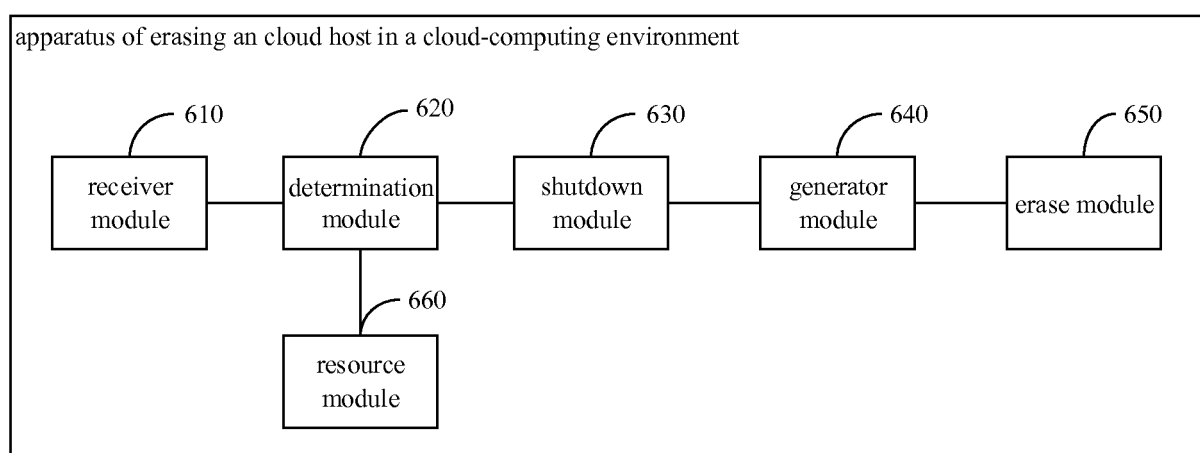 apparatus of erasing an cloud host in a cloud-computing environment
610
620
630
640
650
receiver
module
determination
module
shutdown
module
generator
module
erase module
660
resource
module